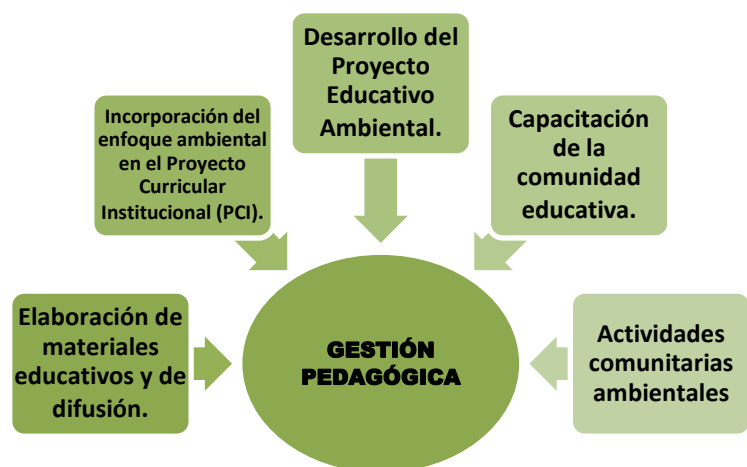 Desarrollo del
Proyecto
Educativo
Ambiental.
Incorporación del
enfoque ambiental
en el Proyecto
Curricular
Institucional (PCI).
Capacitación
de la
comunidad
educativa.
Elaboración de
materiales
educativos y de
difusión.
GESTIÓN
PEDAGÓGICA
Actividades
comunitarias
ambientales